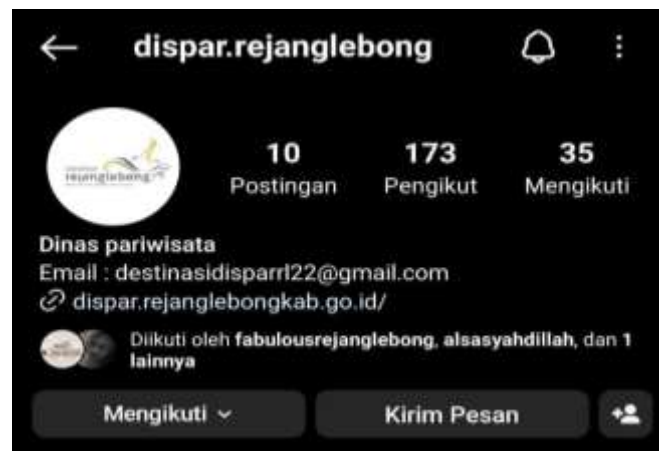 dispar.rejanglebong
10 173 35
Postingan Pengikut Mengikuti
rejanglebong
Dinas pariwisata
Email : destinasidisparrl22@gmail.com
dispar.rejanglebongkab.go.id/
Diikuti oleh fabulousrejanglebong, alsasyahdillah, dan 1
lainnya
Mengikuti Kirim Pesan